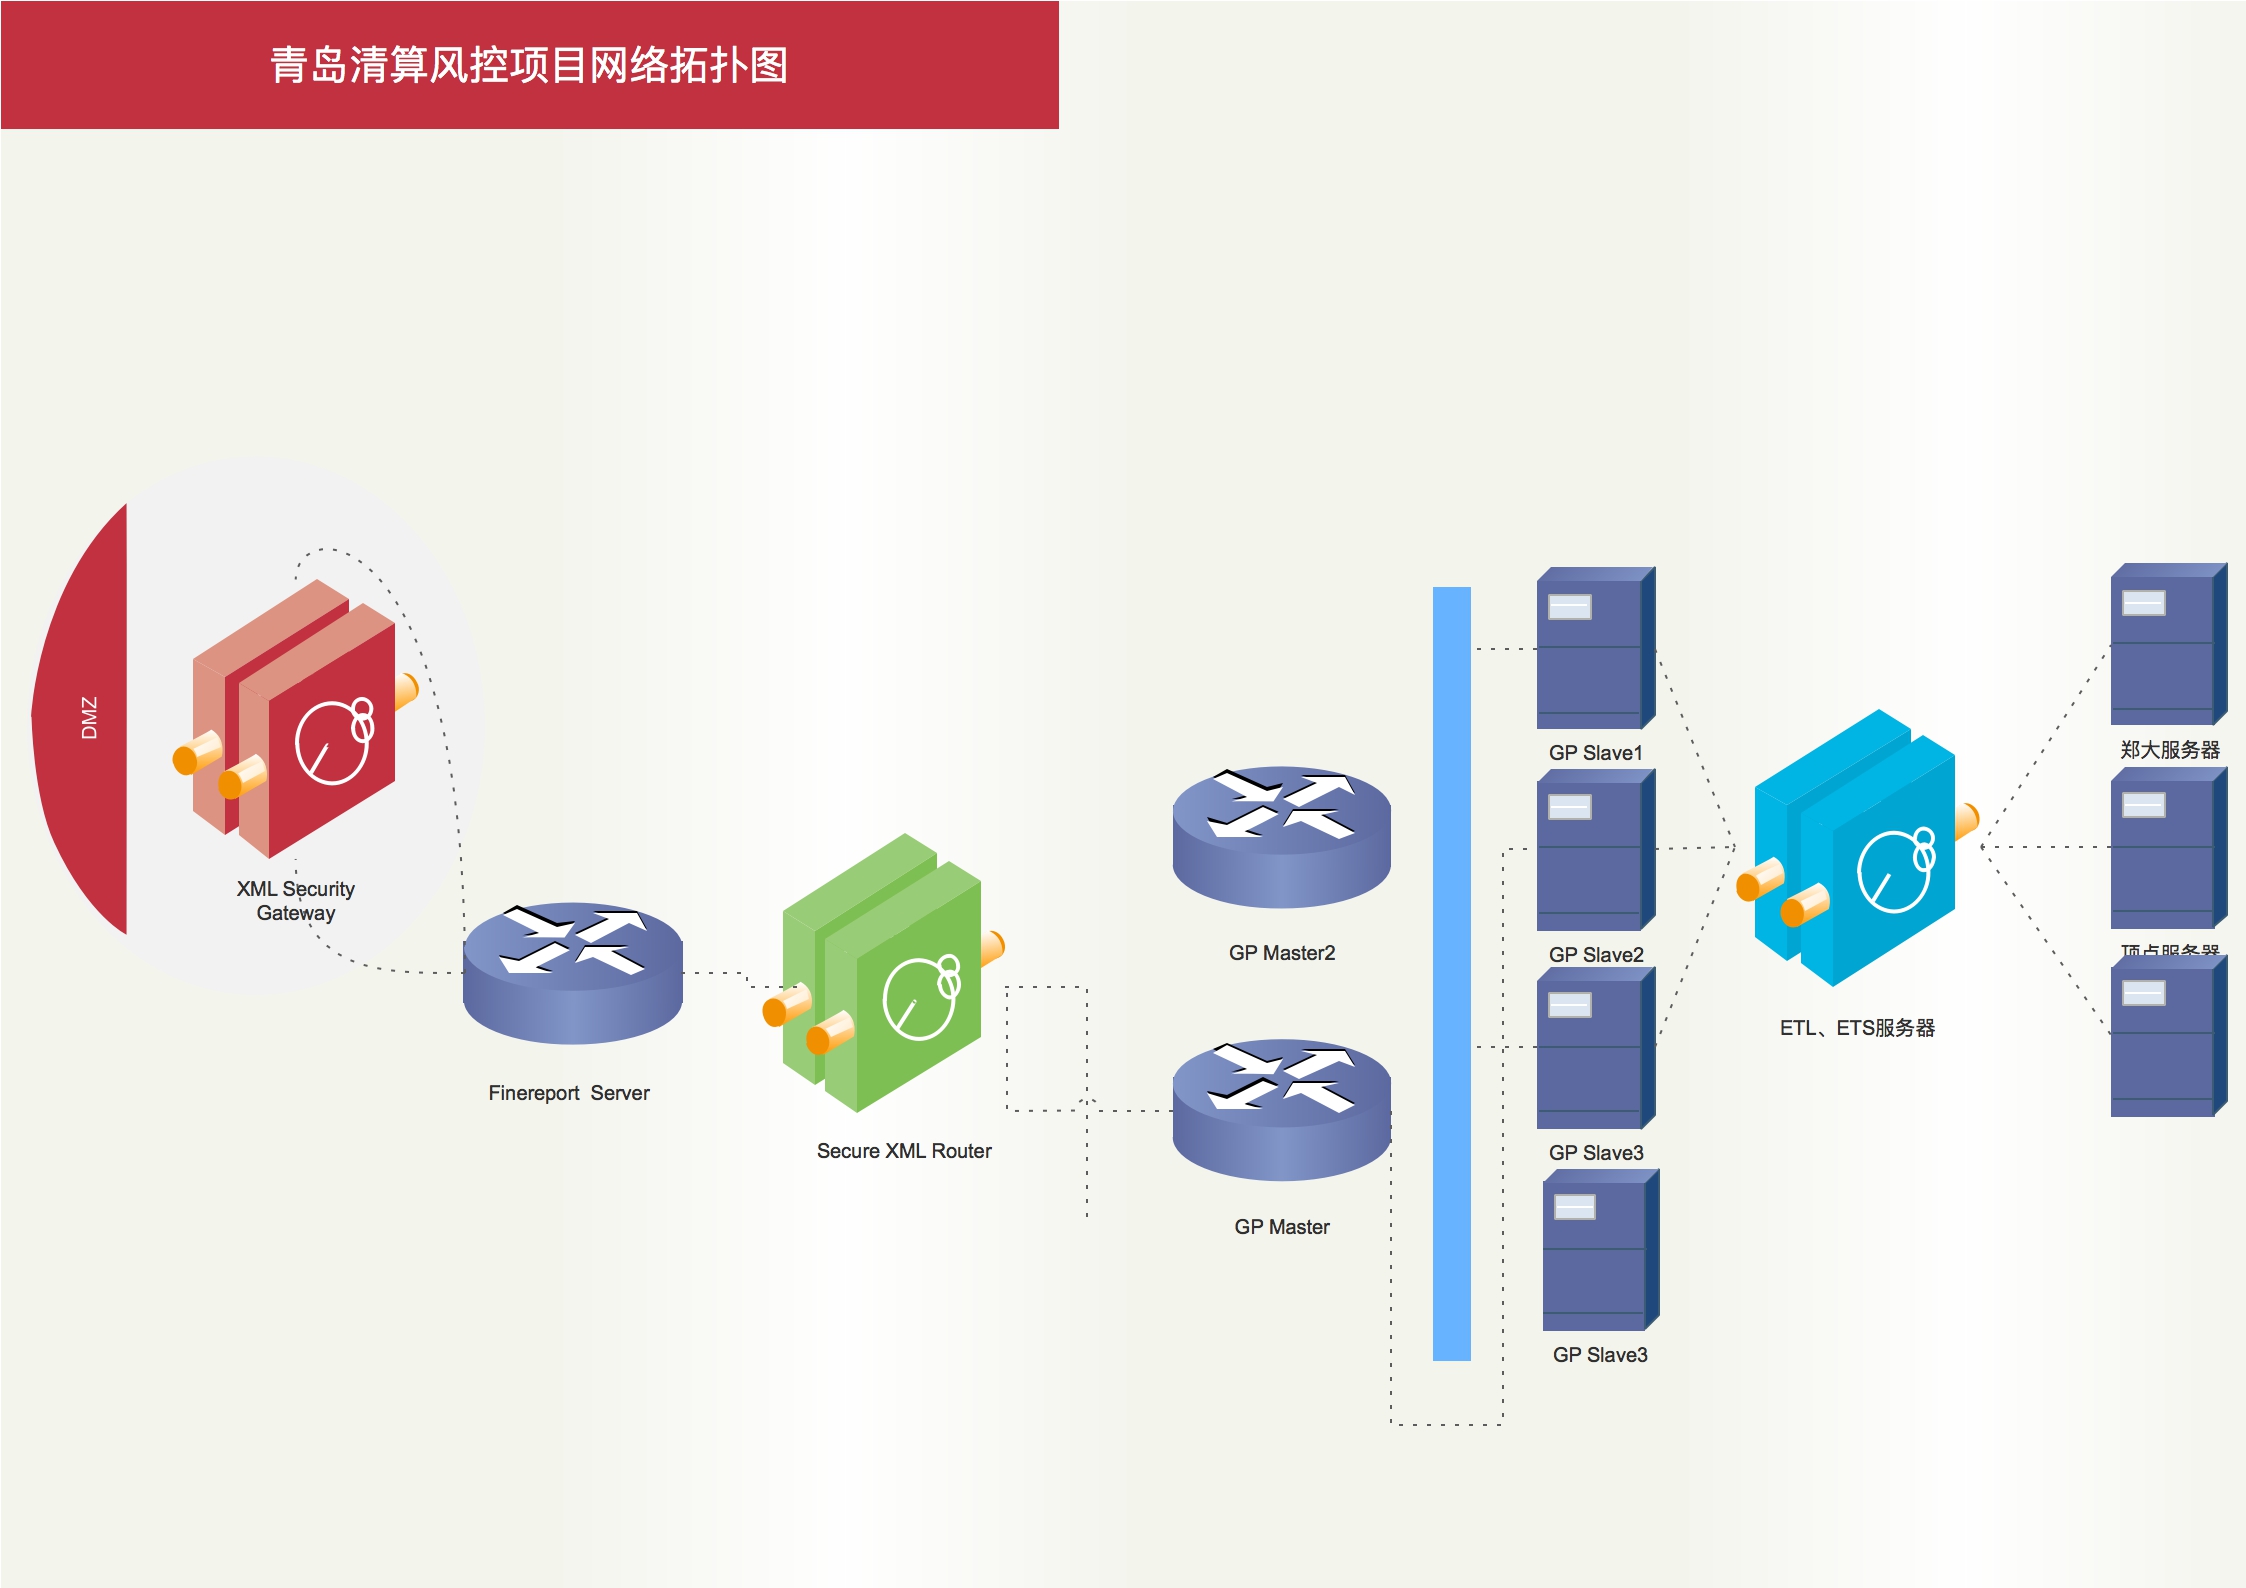 青岛清算风控项目网络拓扑图
DMZ
XML Security
Gateway
Finereport Server
Secure XML Router
GP Master2
GP Master
GP Slave1
GP Slave2
GP Slave3
GP Slave3
ETL、ETS服务器
郑大服务器
顶点服务器